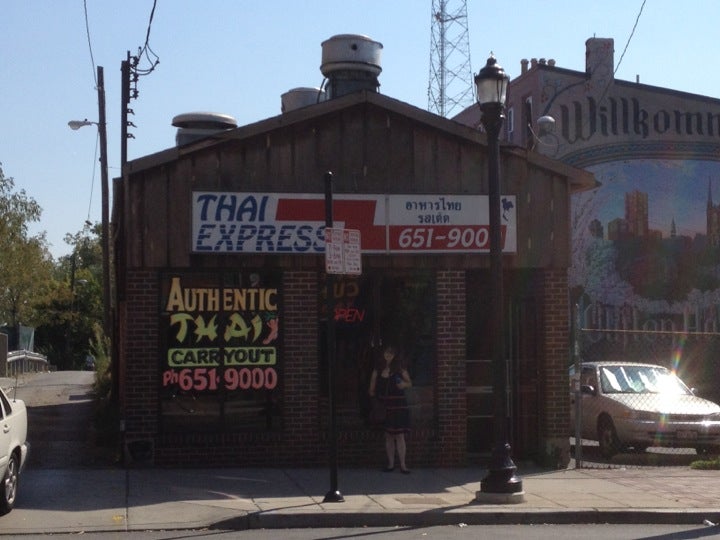 Willkomm
THAI
EXPRESS
อาหารไทย
รสเด็ด
651-900
AUTHENTIC
THAI
CARRYOUT
Ph 651-9000
OPEN